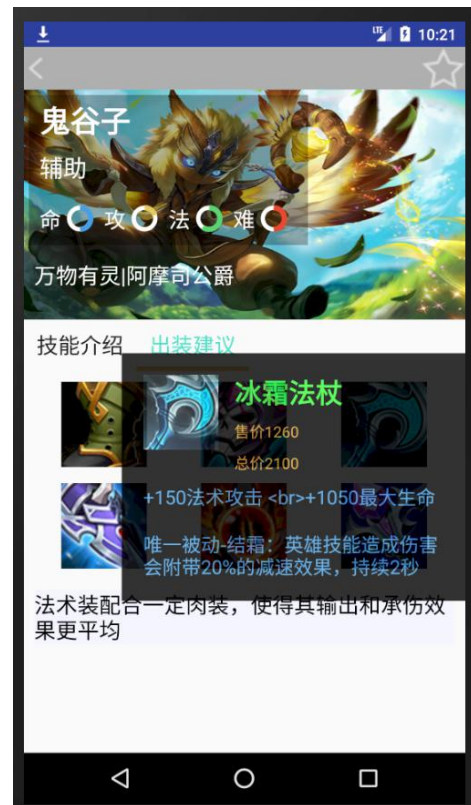 LTE 10:21
鬼谷子
辅助
命 攻 法 难
万物有灵|阿摩司公爵
技能介绍 出装建议
冰霜法杖
售价1260
总价2100
+150法术攻击 <br>+1050最大生命
唯一被动-结霜：英雄技能造成伤害
会附带20%的减速效果，持续2秒
法术装配合一定肉装，使得其输出和承伤效
果更平均